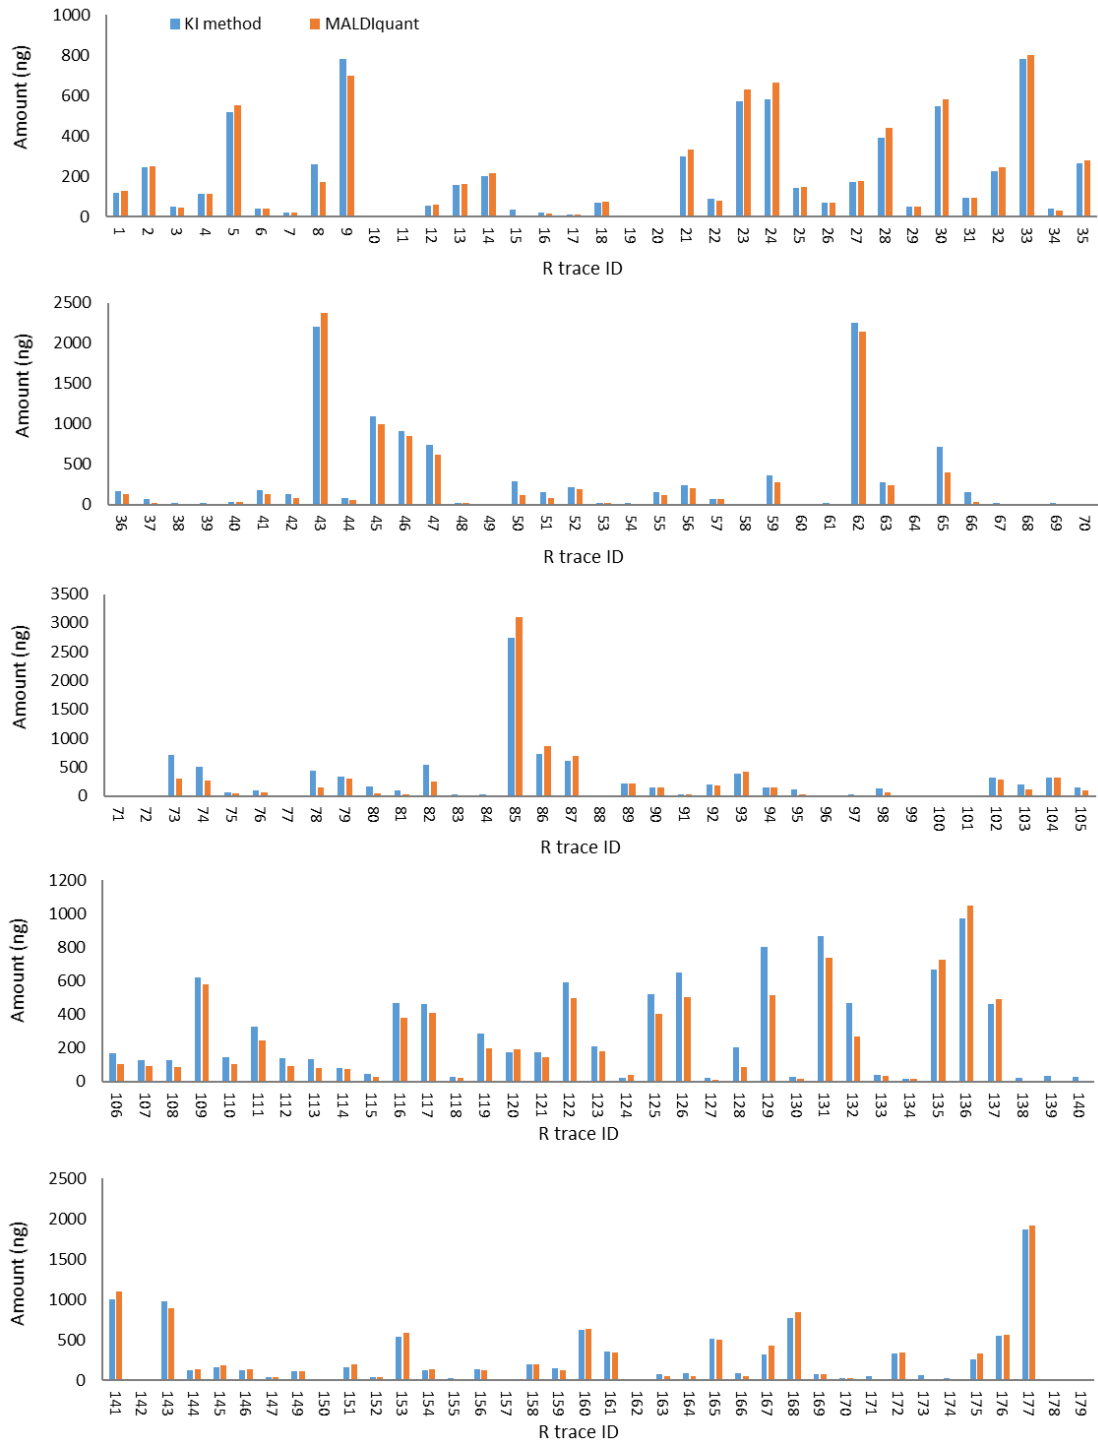 KI method MALDIquant
Amount (ng)
1000
800
600
400
200
0
1 2 3 4 5 6 7 8 9 10 11 12 13 14 15 16 17 18 19 20 21 22 23 24 25 26 27 28 29 30 31 32 33 34 35
R trace ID
Amount (ng)
2500
2000
1500
1000
500
0
36 37 38 39 40 41 42 43 44 45 46 47 48 49 50 51 52 53 54 55 56 57 58 59 60 61 62 63 64 65 66 67 68 69 70
R trace ID
Amount (ng)
3500
3000
2500
2000
1500
1000
500
0
71 72 73 74 75 76 77 78 79 80 81 82 83 84 85 86 87 88 89 90 91 92 93 94 95 96 97 98 99 100 101 102 103 104 105
R trace ID
Amount (ng)
1200
1000
800
600
400
200
0
106 107 108 109 110 111 112 113 114 115 116 117 118 119 120 121 122 123 124 125 126 127 128 129 130 131 132 133 134 135 136 137 138 139 140
R trace ID
Amount (ng)
2500
2000
1500
1000
500
0
141 142 143 144 145 146 147 149 150 151 152 153 154 155 156 157 158 159 160 161 162 163 164 165 166 167 168 169 170 171 172 173 174 175 176 177 178 179
R trace ID